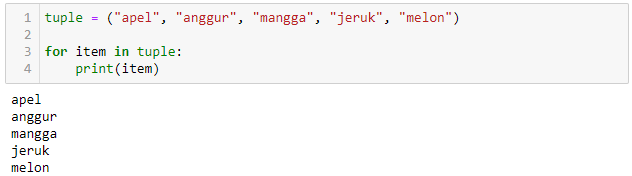 1 tuple = ("apel", "anggur", "mangga", "jeruk", "melon")
2
3 for item in tuple:
4     print(item)
apel
anggur
mangga
jeruk
melon